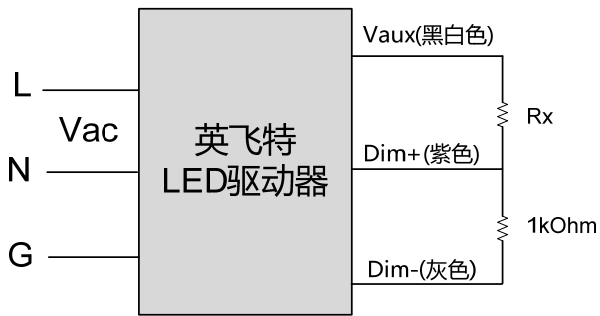 Vaux(黑白色)
L
Vac
英飞特
LED驱动器
Rx
Dim+(紫色)
N
1kOhm
G
Dim-(灰色)